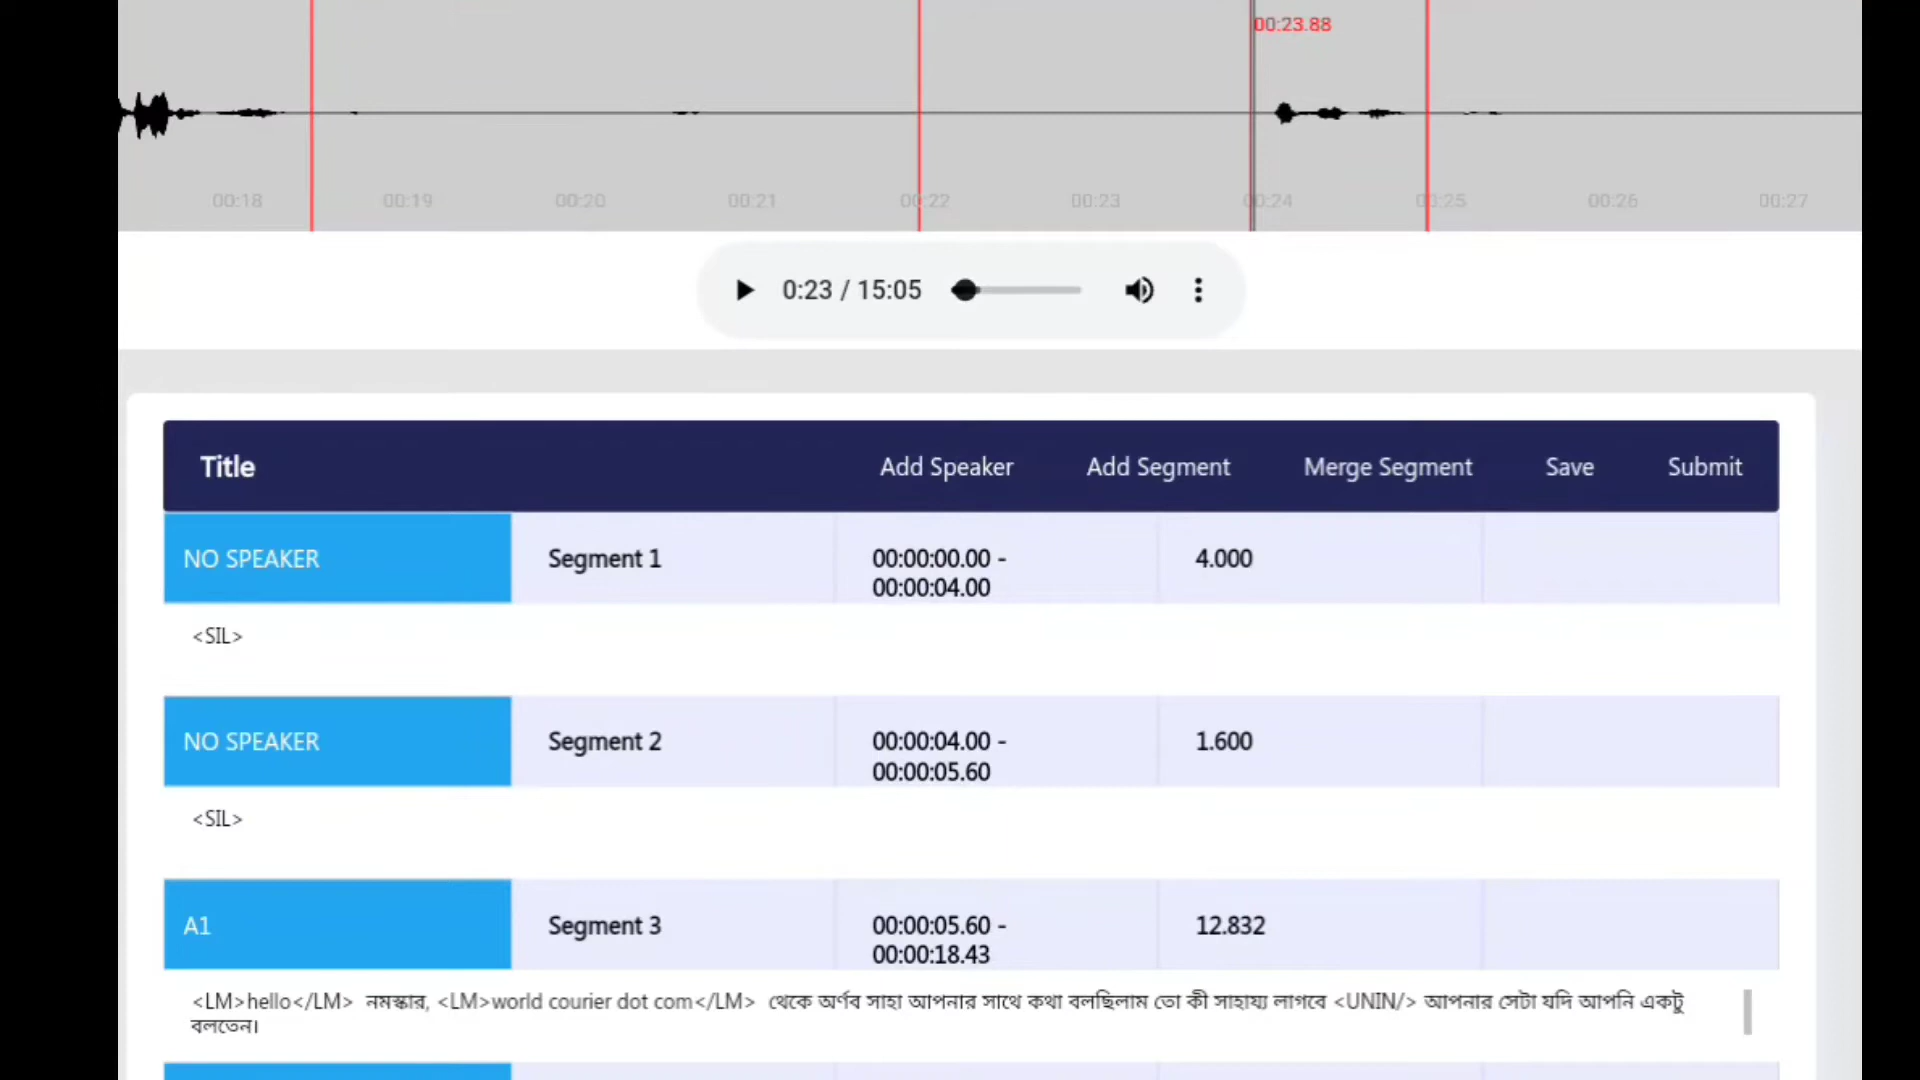 00:23.88
00:18 00:19 00:20 00:21 00:22 00:23 00:24 00:25 00:26 00:27
0:23 / 15:05
Title Add Speaker Add Segment Merge Segment Save Submit
NO SPEAKER Segment 1 00:00:00.00 - 4.000
00:00:04.00
<SIL>
NO SPEAKER Segment 2 00:00:04.00 - 1.600
00:00:05.60
<SIL>
A1 Segment 3 00:00:05.60 - 12.832
00:00:18.43
<LM>hello</LM> নমস্কার, <LM>world courier dot com</LM> থেকে অর্ণব সাহা আপনার সাথে কথা বলছিলাম তো কী সাহায্য লাগবে <UNIN/> আপনার সেটা যদি আপনি একটু
বলতেন।